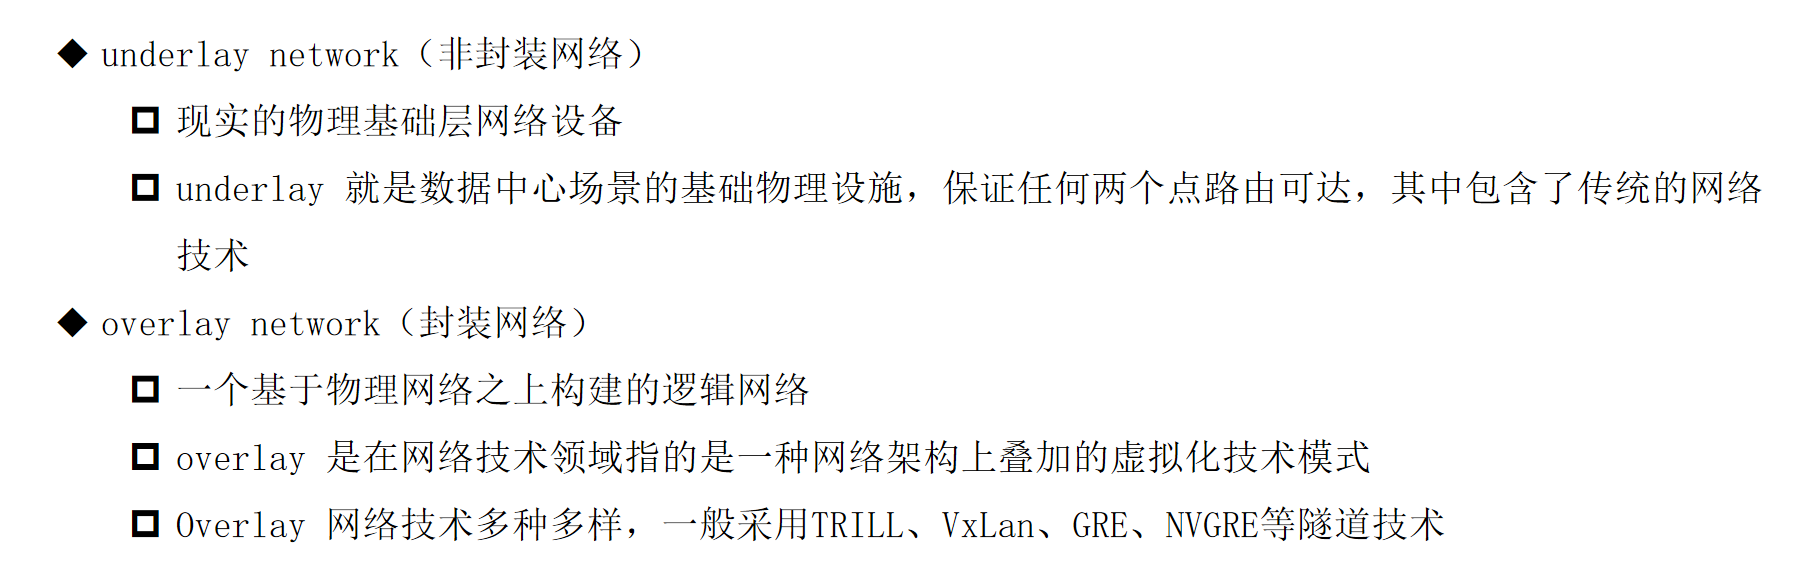 ◆ underlay network（非封装网络）
现实的物理基础层网络设备
underlay 就是数据中心场景的基础物理设施，保证任何两个点路由可达，其中包含了传统的网络
技术
◆ overlay network（封装网络）
一个基于物理网络之上构建的逻辑网络
overlay 是在网络技术领域指的是一种网络架构上叠加的虚拟化技术模式
Overlay 网络技术多种多样，一般采用TRILL、VxLan、GRE、NVGRE等隧道技术